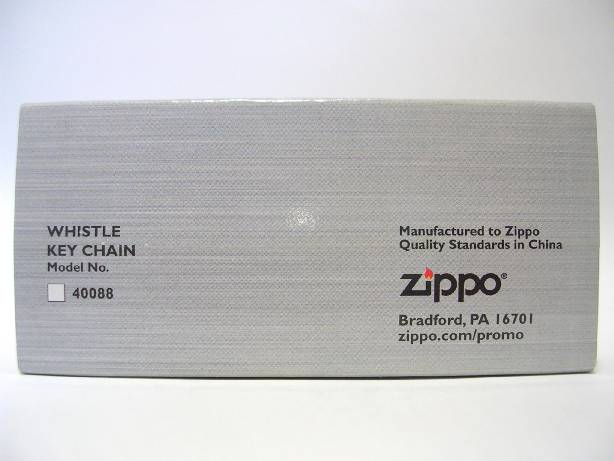 WHISTLE
KEY CHAIN
Model No.
40088
Manufactured to Zippo
Quality Standards in China
zippo®
Bradford, PA 16701
zippo.com/promo